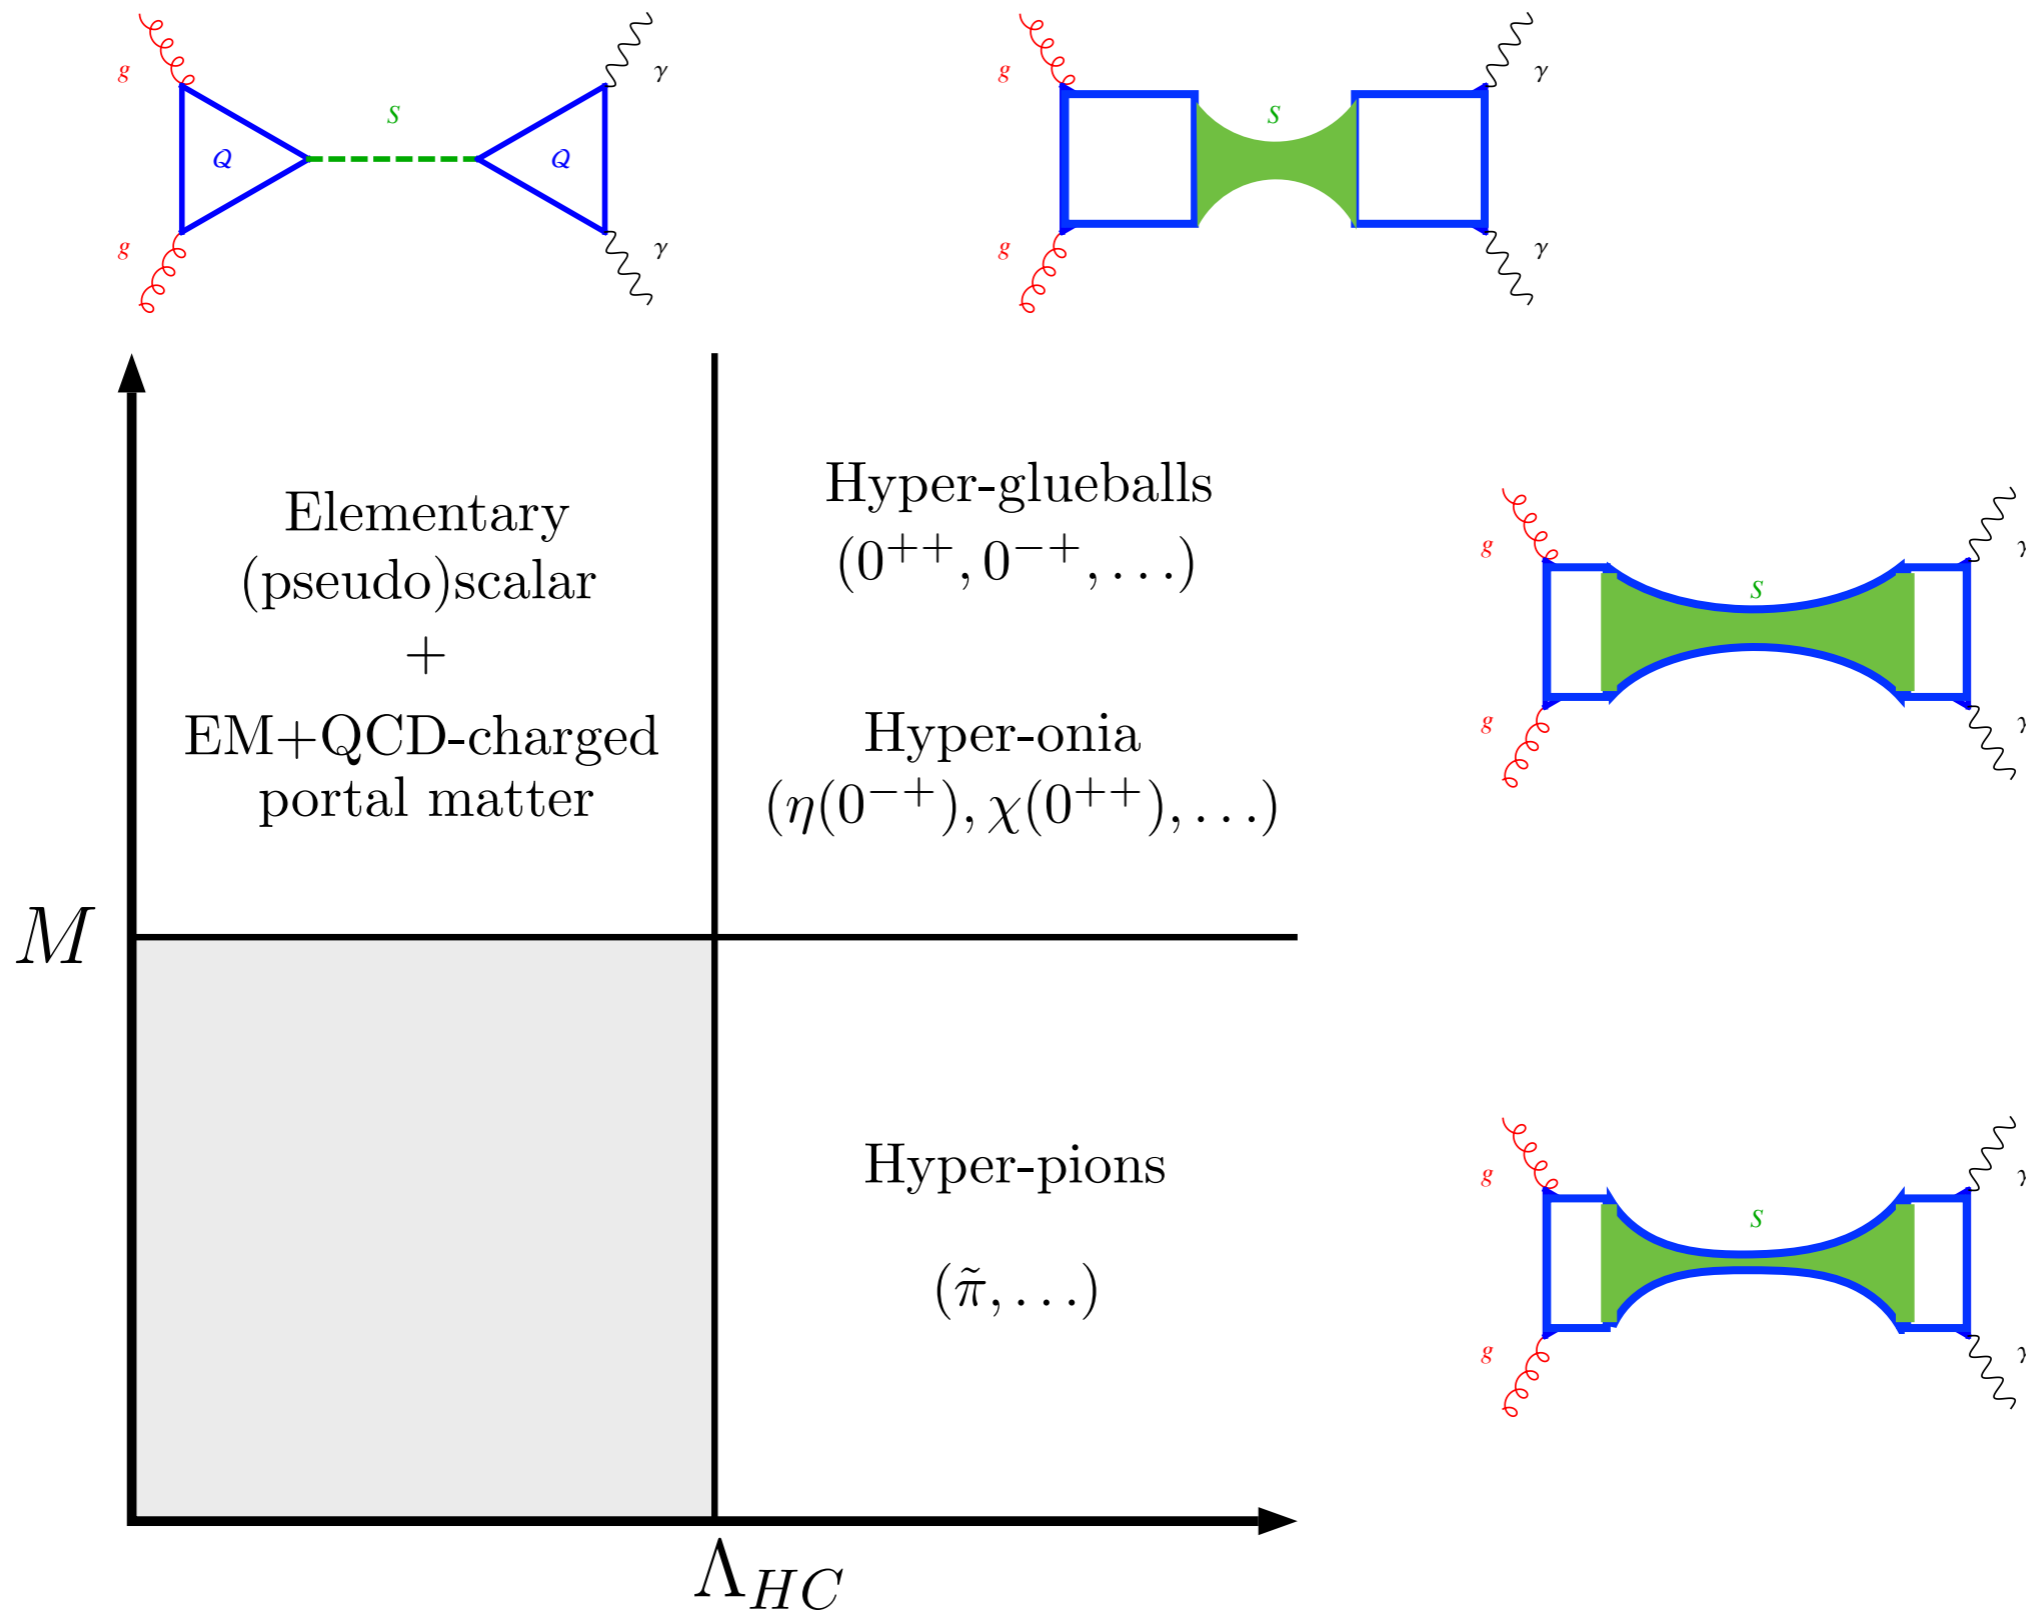 g
γ
S
Q
Q
g
γ
g
γ
S
g
γ
Elementary
(pseudo)scalar
+
EM+QCD-charged
portal matter
Hyper-glueballs
(0⁺⁺, 0⁻⁺, . . .)
Hyper-onia
(η(0⁻⁺), χ(0⁺⁺), . . .)
g
γ
S
g
γ
M
Hyper-pions
(π̃, . . .)
g
γ
S
g
γ
Λ_HC